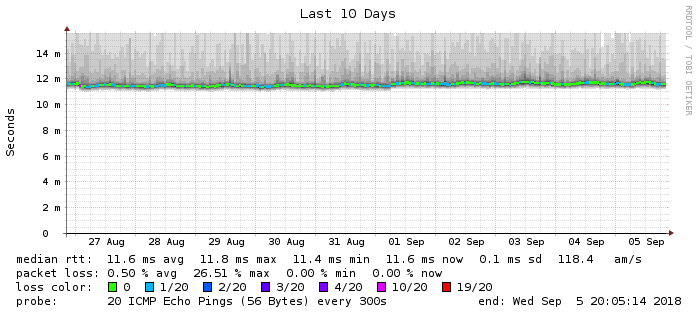 Last 10 Days
RRDTOOL / TOBI OETIKER
Seconds
14 m
12 m
10 m
8 m
6 m
4 m
2 m
0
27 Aug 28 Aug 29 Aug 30 Aug 31 Aug 01 Sep 02 Sep 03 Sep 04 Sep 05 Sep
median rtt: 11.6 ms avg 11.8 ms max 11.4 ms min 11.6 ms now 0.1 ms sd 118.4 am/s
packet loss: 0.50 % avg 26.51 % max 0.00 % min 0.00 % now
loss color: 0 1/20 2/20 3/20 4/20 10/20 19/20
probe: 20 ICMP Echo Pings (56 Bytes) every 300s end: Wed Sep 5 20:05:14 2018